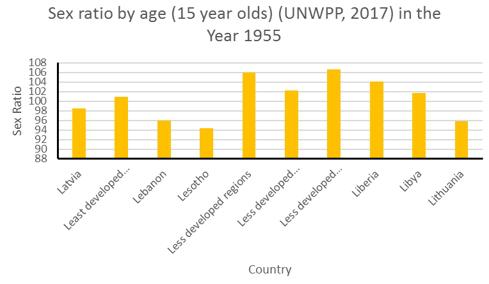 Sex ratio by age (15 year olds) (UNWPP, 2017) in the
Year 1955
108
106
104
102
100
98
96
94
92
90
88
Sex Ratio
Latvia
Least developed...
Lebanon
Lesotho
Less developed regions
Less developed...
Less developed...
Liberia
Libya
Lithuania
Country